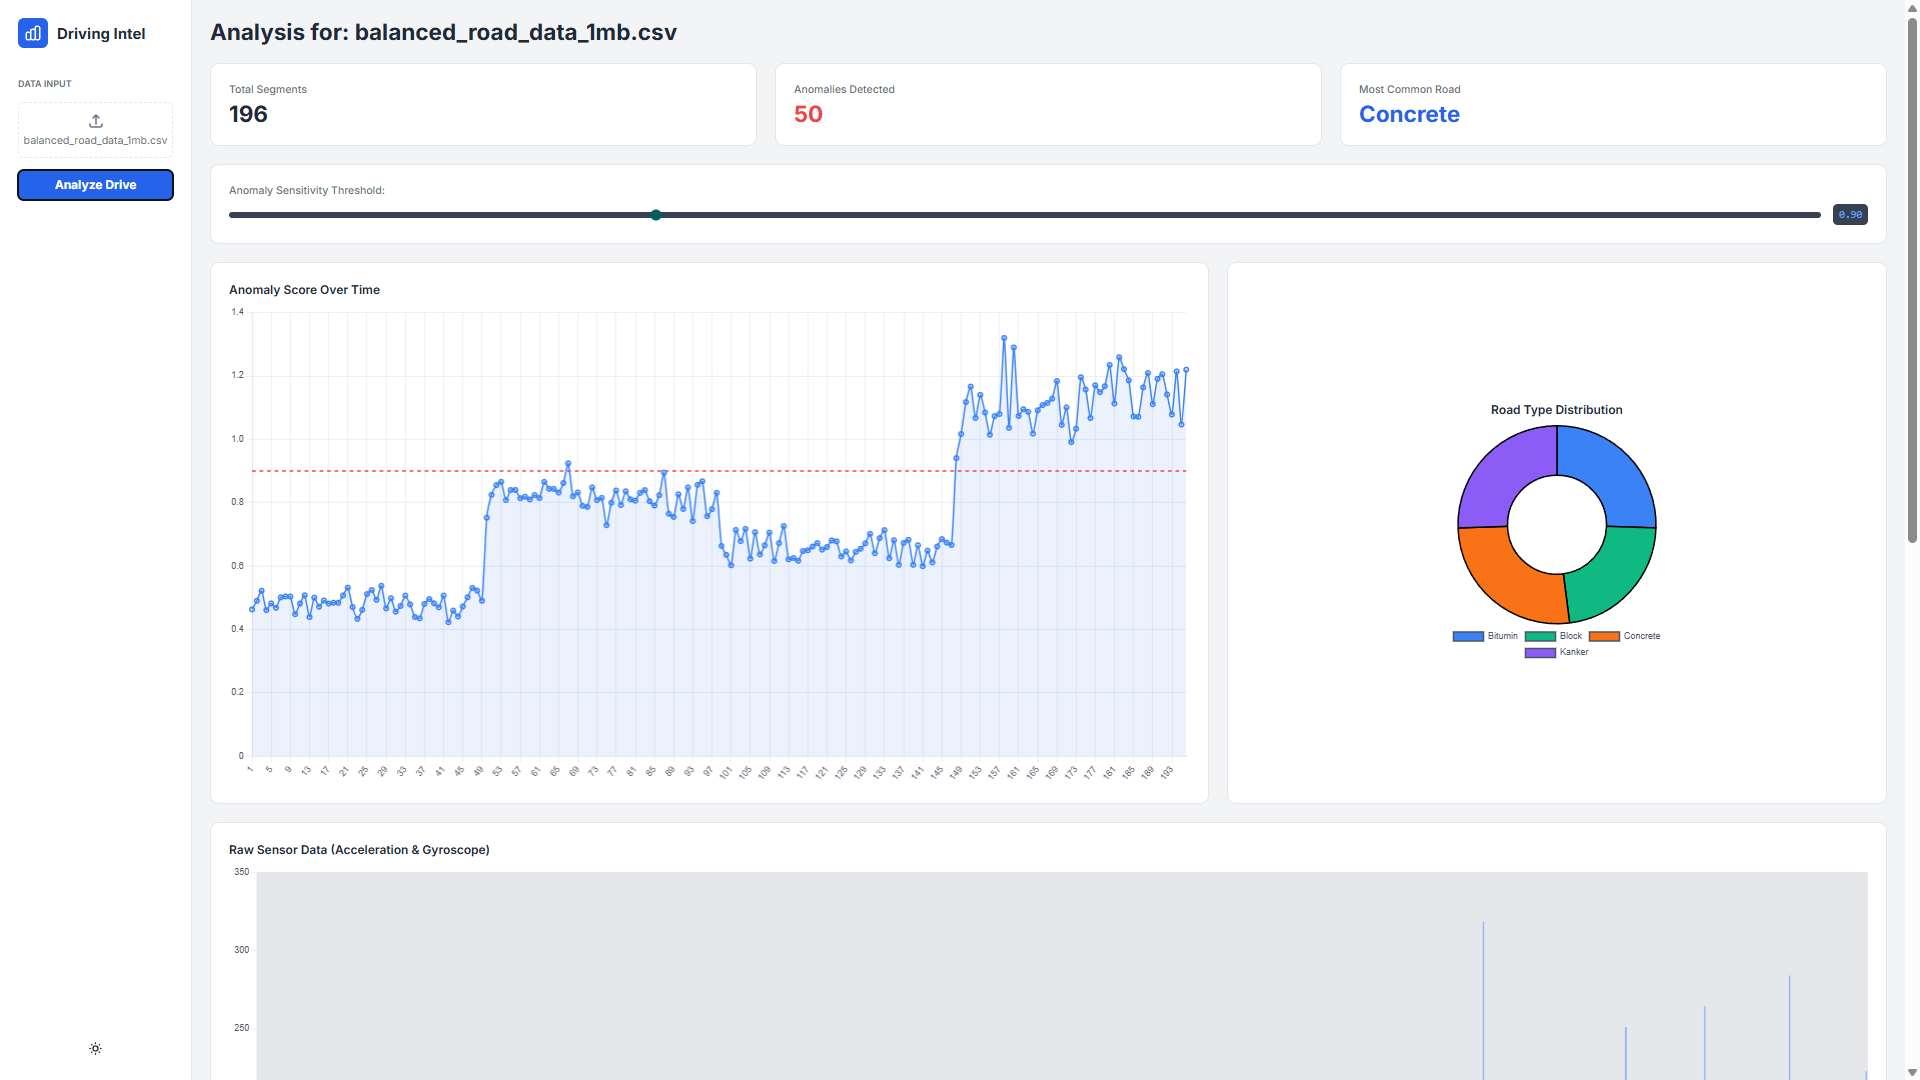 Driving Intel
DATA INPUT
balanced_road_data_1mb.csv
Analyze Drive
Analysis for: balanced_road_data_1mb.csv
Total Segments
196
Anomalies Detected
50
Most Common Road
Concrete
Anomaly Sensitivity Threshold:
0.90
Anomaly Score Over Time
1.4
1.2
1.0
0.8
0.6
0.4
0.2
0
1 5 9 13 17 21 25 29 33 37 41 45 49 53 57 61 65 69 73 77 81 85 89 93 97 101 105 109 113 117 121 125 129 133 137 141 145 149 153 157 161 165 169 173 177 181 185 189 193
Road Type Distribution
Bitumin Block Concrete
Kanker
Raw Sensor Data (Acceleration & Gyroscope)
350
300
250